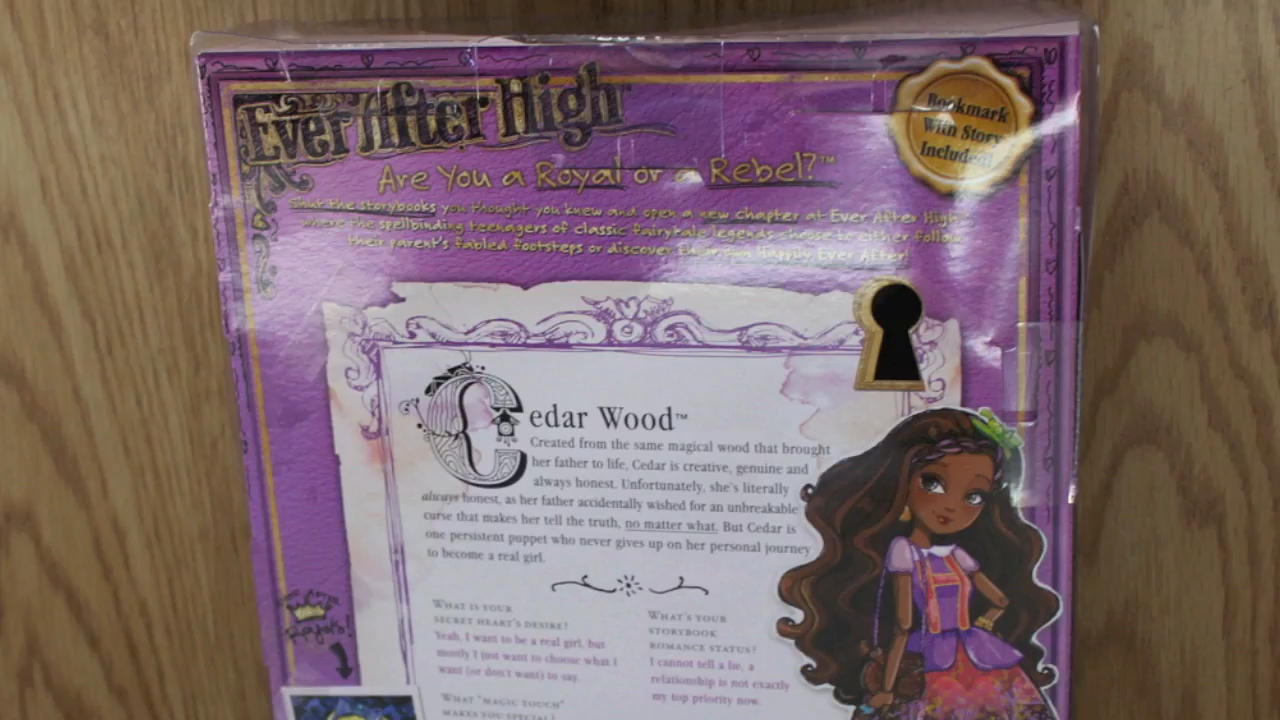 Ever After High™
Bookmark
With Story
Included!
Are You a Royal or a Rebel?™
Shut the storybooks you thought you knew and open a new chapter at Ever After High,
where the spellbinding teenagers of classic fairytale legends choose to either follow
their parent's fabled footsteps or discover their own Happily Ever After!
Cedar Wood™
Created from the same magical wood that brought
her father to life, Cedar is creative, genuine and
always honest. Unfortunately, she's literally
always honest, as her father accidentally wished for an unbreakable
curse that makes her tell the truth, no matter what. But Cedar is
one persistent puppet who never gives up on her personal journey
to become a real girl.
WHAT IS YOUR
SECRET HEART'S DESIRE?
Yeah, I want to be a real girl, but
mostly I just want to choose what I
want (or don't want) to say.
WHAT "MAGIC TOUCH"
MAKES YOU SPECIAL?
WHAT'S YOUR
STORYBOOK
ROMANCE STATUS?
I cannot tell a lie, a
relationship is not exactly
my top priority now.
Royals!